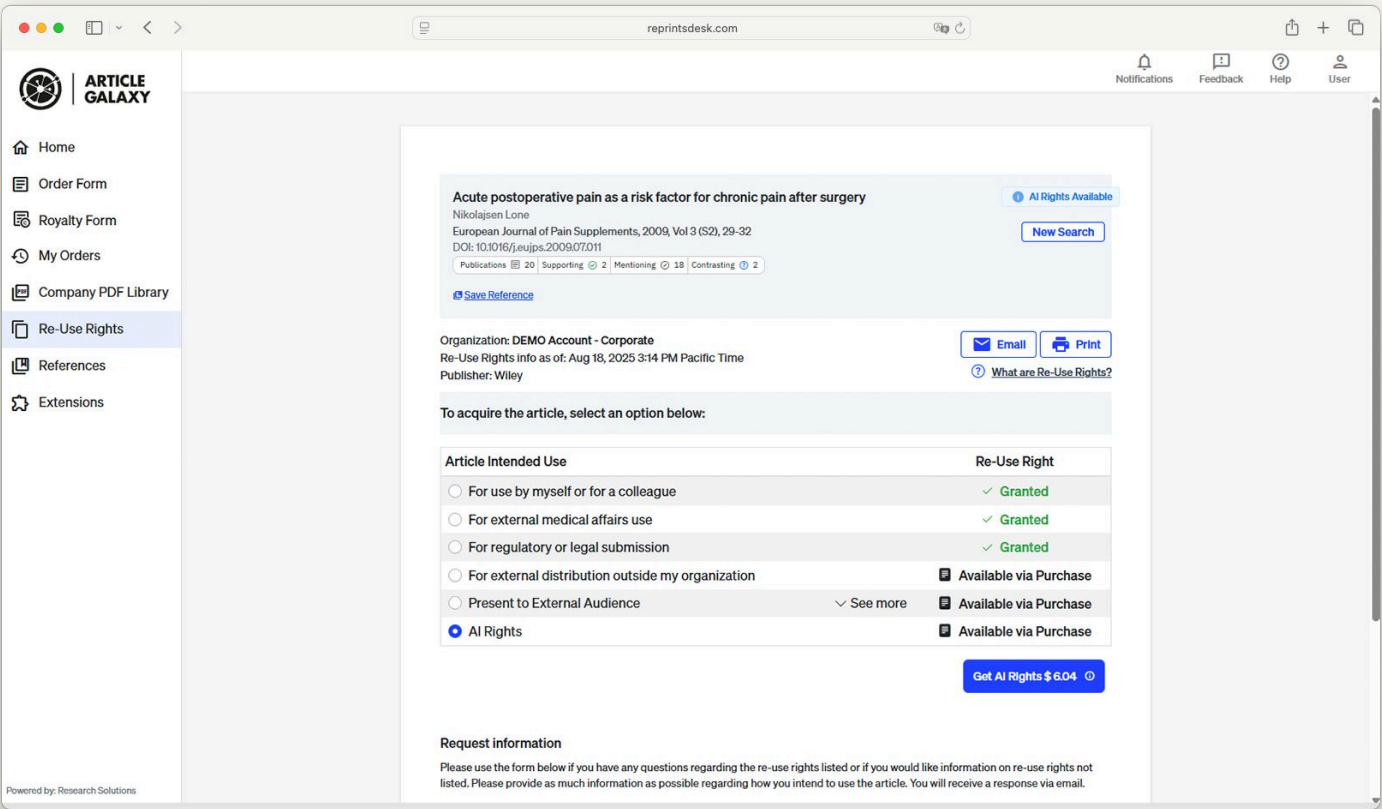 reprintsdesk.com
ARTICLE
GALAXY
Notifications
Feedback
Help
User
Home
Order Form
Royalty Form
My Orders
Company PDF Library
Re-Use Rights
References
Extensions
Powered by: Research Solutions
Acute postoperative pain as a risk factor for chronic pain after surgery
AI Rights Available
Nikolajsen Lone
European Journal of Pain Supplements, 2009, Vol 3 (S2), 29-32
New Search
DOI: 10.1016/j.eujps.2009.07.011
Publications 20 Supporting 2 Mentioning 18 Contrasting 2
Save Reference
Organization: DEMO Account - Corporate
Re-Use Rights info as of: Aug 18, 2025 3:14 PM Pacific Time
Publisher: Wiley
Email
Print
What are Re-Use Rights?
To acquire the article, select an option below:
Article Intended Use Re-Use Right
For use by myself or for a colleague Granted
For external medical affairs use Granted
For regulatory or legal submission Granted
For external distribution outside my organization Available via Purchase
Present to External Audience See more Available via Purchase
AI Rights Available via Purchase
Get AI Rights $ 6.04
Request information
Please use the form below if you have any questions regarding the re-use rights listed or if you would like information on re-use rights not
listed. Please provide as much information as possible regarding how you intend to use the article. You will receive a response via email.